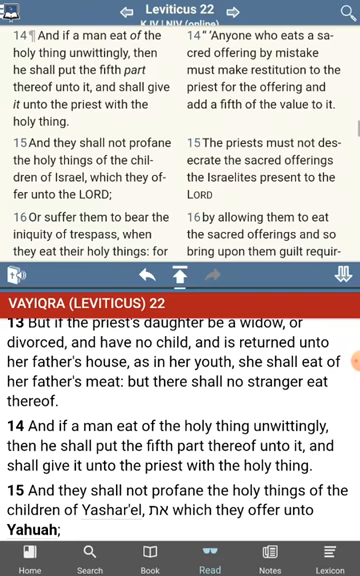 Leviticus 22
KJV | NIV (online)
14 ¶ And if a man eat of the
holy thing unwittingly, then
he shall put the fifth part
thereof unto it, and shall give
it unto the priest with the
holy thing.
15 And they shall not profane
the holy things of the chil-
dren of Israel, which they of-
fer unto the LORD;
16 Or suffer them to bear the
iniquity of trespass, when
they eat their holy things: for
14 “ ‘Anyone who eats a sa-
cred offering by mistake
must make restitution to the
priest for the offering and
add a fifth of the value to it.
15 The priests must not des-
ecrate the sacred offerings
the Israelites present to the
LORD
16 by allowing them to eat
the sacred offerings and so
bring upon them guilt requir-
VAYIQRA (LEVITICUS) 22
13 But if the priest's daughter be a widow, or
divorced, and have no child, and is returned unto
her father's house, as in her youth, she shall eat of
her father's meat: but there shall no stranger eat
thereof.
14 And if a man eat of the holy thing unwittingly,
then he shall put the fifth part thereof unto it, and
shall give it unto the priest with the holy thing.
15 And they shall not profane the holy things of the
children of Yashar'el, את which they offer unto
Yahuah;
Home
Search
Book
Read
Notes
Lexicon